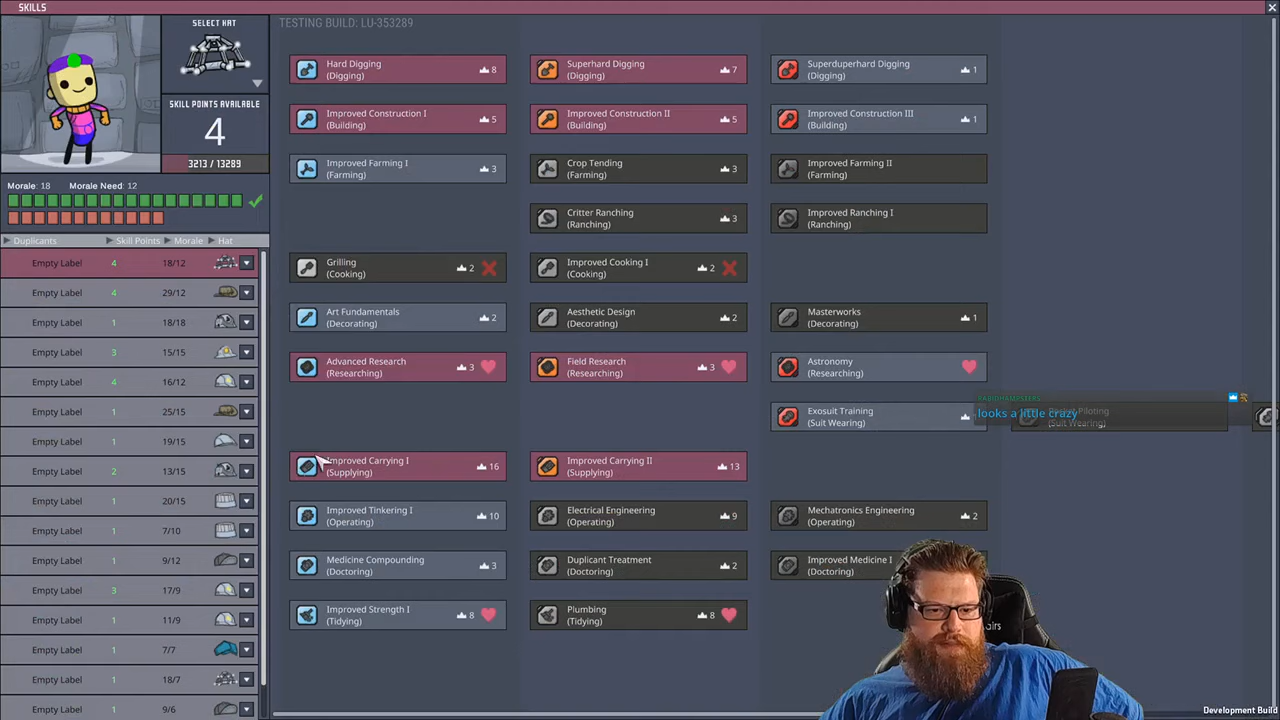 SKILLS
TESTING BUILD: LU-353289
SELECT HAT
SKILL POINTS AVAILABLE
4
3213 / 13289
Morale: 18 Morale Need: 12
Duplicants Skill Points Morale Hat
Empty Label 4 18/12
Empty Label 4 29/12
Empty Label 1 18/18
Empty Label 3 15/15
Empty Label 4 16/12
Empty Label 1 25/15
Empty Label 1 19/15
Empty Label 2 13/15
Empty Label 1 20/15
Empty Label 1 7/10
Empty Label 1 9/12
Empty Label 3 17/9
Empty Label 1 11/9
Empty Label 1 7/7
Empty Label 1 18/7
Empty Label 1 9/6
Hard Digging
(Digging)
8
Superhard Digging
(Digging)
7
Superduperhard Digging
(Digging)
1
Improved Construction I
(Building)
5
Improved Construction II
(Building)
5
Improved Construction III
(Building)
1
Improved Farming I
(Farming)
3
Crop Tending
(Farming)
3
Improved Farming II
(Farming)
Critter Ranching
(Ranching)
3
Improved Ranching I
(Ranching)
Grilling
(Cooking)
2
Improved Cooking I
(Cooking)
2
Art Fundamentals
(Decorating)
2
Aesthetic Design
(Decorating)
2
Masterworks
(Decorating)
1
Advanced Research
(Researching)
3
Field Research
(Researching)
3
Astronomy
(Researching)
Exosuit Training
(Suit Wearing)
looks a little crazy
Piloting
(Suit Wearing)
Improved Carrying I
(Supplying)
16
Improved Carrying II
(Supplying)
13
Improved Tinkering I
(Operating)
10
Electrical Engineering
(Operating)
9
Mechatronics Engineering
(Operating)
2
Medicine Compounding
(Doctoring)
3
Duplicant Treatment
(Doctoring)
2
Improved Medicine I
(Doctoring)
Improved Strength I
(Tidying)
8
Plumbing
(Tidying)
8
Development Build